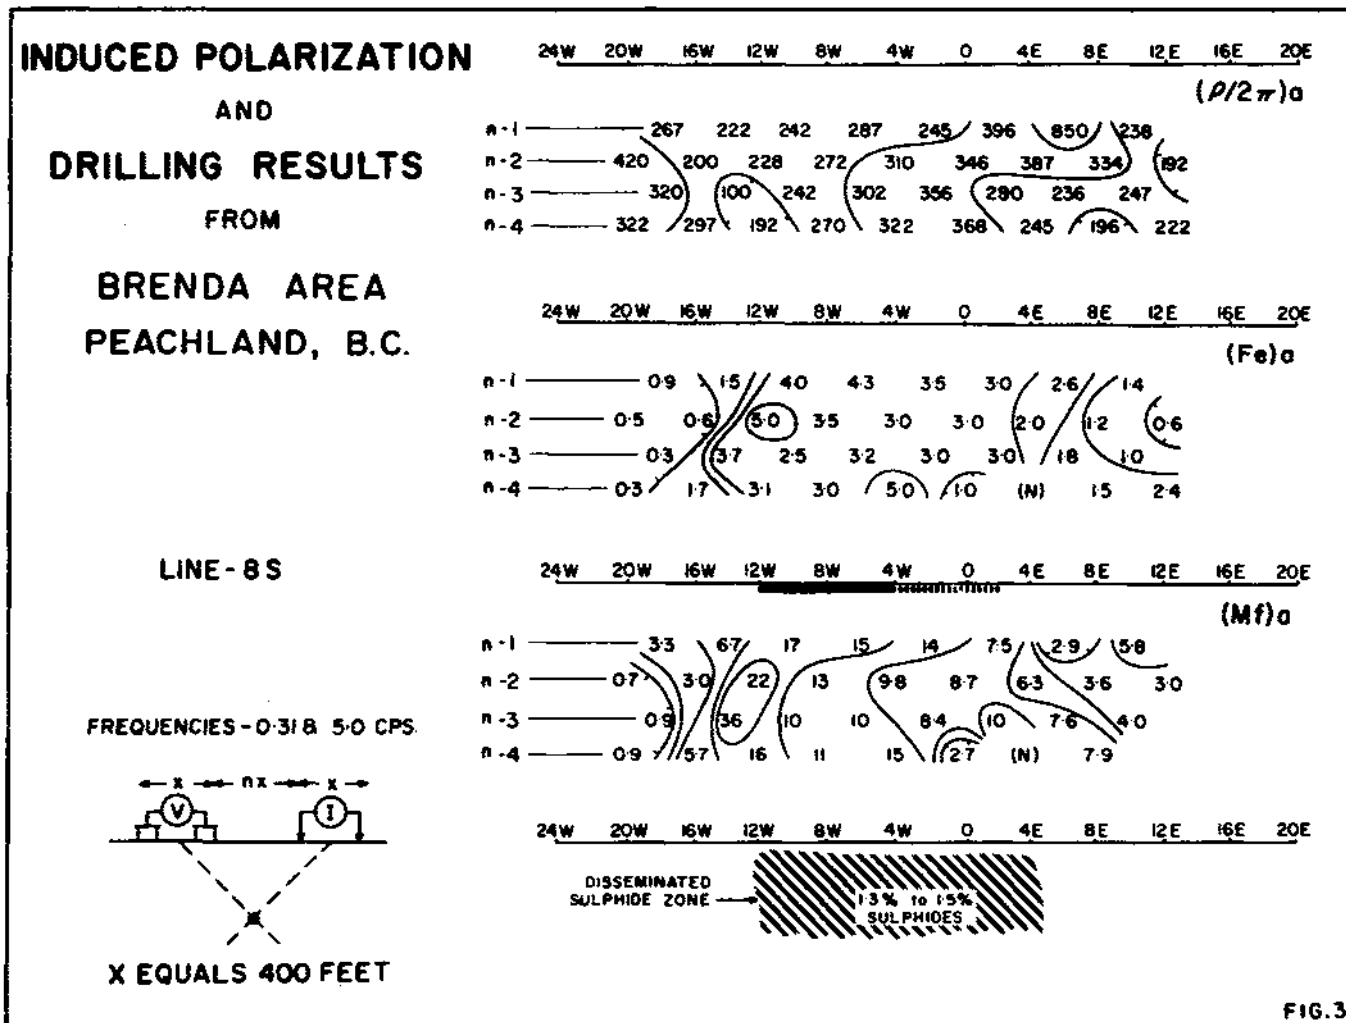 INDUCED POLARIZATION
AND
DRILLING RESULTS
FROM
BRENDA AREA
PEACHLAND, B.C.
LINE-8S
FREQUENCIES-0.31 & 5.0 CPS.
X nX X
V I
X EQUALS 400 FEET
24W 20W 16W 12W 8W 4W 0 4E 8E 12E 16E 20E
(ρ/2π)a
n-1 267 222 242 287 245 396 850 238
n-2 420 200 228 272 310 346 387 334 192
n-3 320 100 242 302 356 280 236 247
n-4 322 297 192 270 322 368 245 196 222
24W 20W 16W 12W 8W 4W 0 4E 8E 12E 16E 20E
(Fe)a
n-1 0.9 1.5 4.0 4.3 3.5 3.0 2.6 1.4
n-2 0.5 0.6 5.0 3.5 3.0 3.0 2.0 1.2 0.6
n-3 0.3 3.7 2.5 3.2 3.0 3.0 1.8 1.0
n-4 0.3 1.7 3.1 3.0 5.0 1.0 (N) 1.5 2.4
24W 20W 16W 12W 8W 4W 0 4E 8E 12E 16E 20E
(Mf)a
n-1 3.3 6.7 17 15 14 7.5 2.9 5.8
n-2 0.7 3.0 22 13 9.8 8.7 6.3 3.6 3.0
n-3 0.9 36 10 10 8.4 10 7.6 4.0
n-4 0.9 5.7 16 11 15 2.7 (N) 7.9
24W 20W 16W 12W 8W 4W 0 4E 8E 12E 16E 20E
DISSEMINATED
SULPHIDE ZONE
1.3% to 1.5%
SULPHIDES
FIG.3